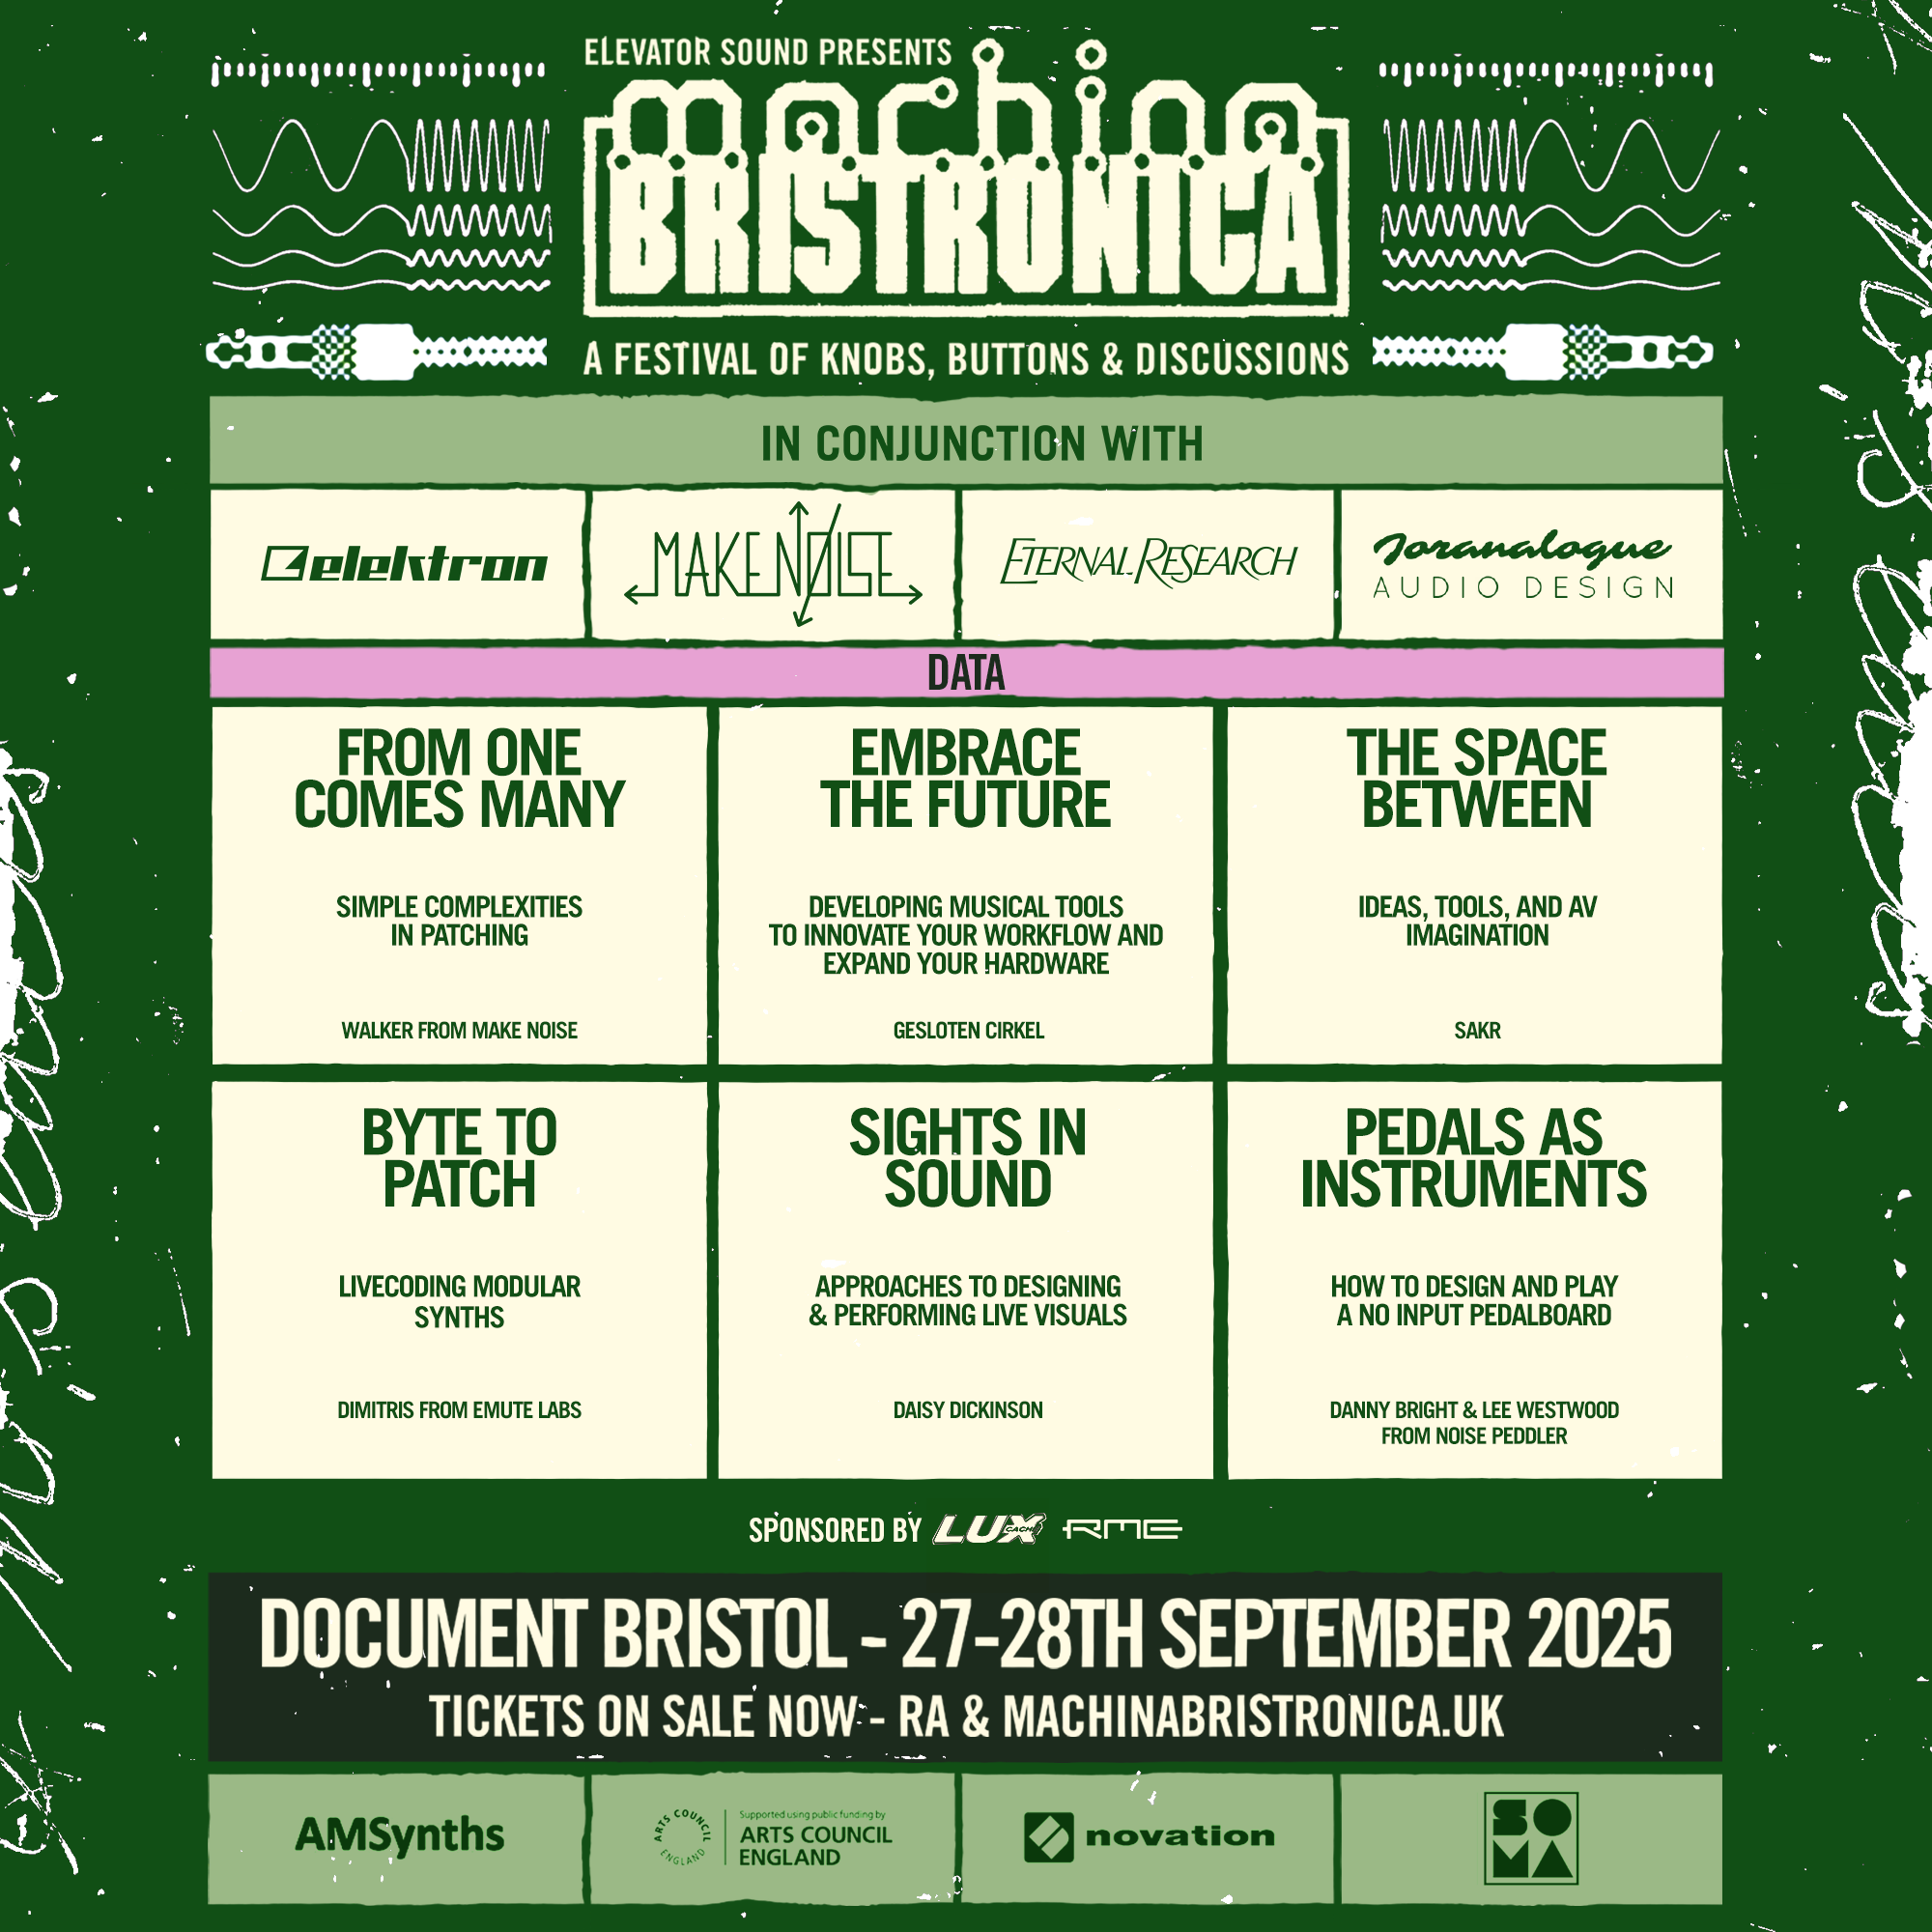 ELEVATOR SOUND PRESENTS
machina
BRISTRONICA
A FESTIVAL OF KNOBS, BUTTONS & DISCUSSIONS
IN CONJUNCTION WITH
elektron
MAKE NOISE
ETERNAL RESEARCH
Joranalogue
AUDIO DESIGN
DATA
FROM ONE
COMES MANY
SIMPLE COMPLEXITIES
IN PATCHING
WALKER FROM MAKE NOISE
EMBRACE
THE FUTURE
DEVELOPING MUSICAL TOOLS
TO INNOVATE YOUR WORKFLOW AND
EXPAND YOUR HARDWARE
GESLOTEN CIRKEL
THE SPACE
BETWEEN
IDEAS, TOOLS, AND AV
IMAGINATION
SAKR
BYTE TO
PATCH
LIVECODING MODULAR
SYNTHS
DIMITRIS FROM EMUTE LABS
SIGHTS IN
SOUND
APPROACHES TO DESIGNING
& PERFORMING LIVE VISUALS
DAISY DICKINSON
PEDALS AS
INSTRUMENTS
HOW TO DESIGN AND PLAY
A NO INPUT PEDALBOARD
DANNY BRIGHT & LEE WESTWOOD
FROM NOISE PEDDLER
SPONSORED BY LUX CACHE RME
DOCUMENT BRISTOL - 27-28TH SEPTEMBER 2025
TICKETS ON SALE NOW - RA & MACHINABRISTRONICA.UK
AMSynths
ARTS COUNCIL ENGLAND
Supported using public funding by
ARTS COUNCIL
ENGLAND
novation
SOMA